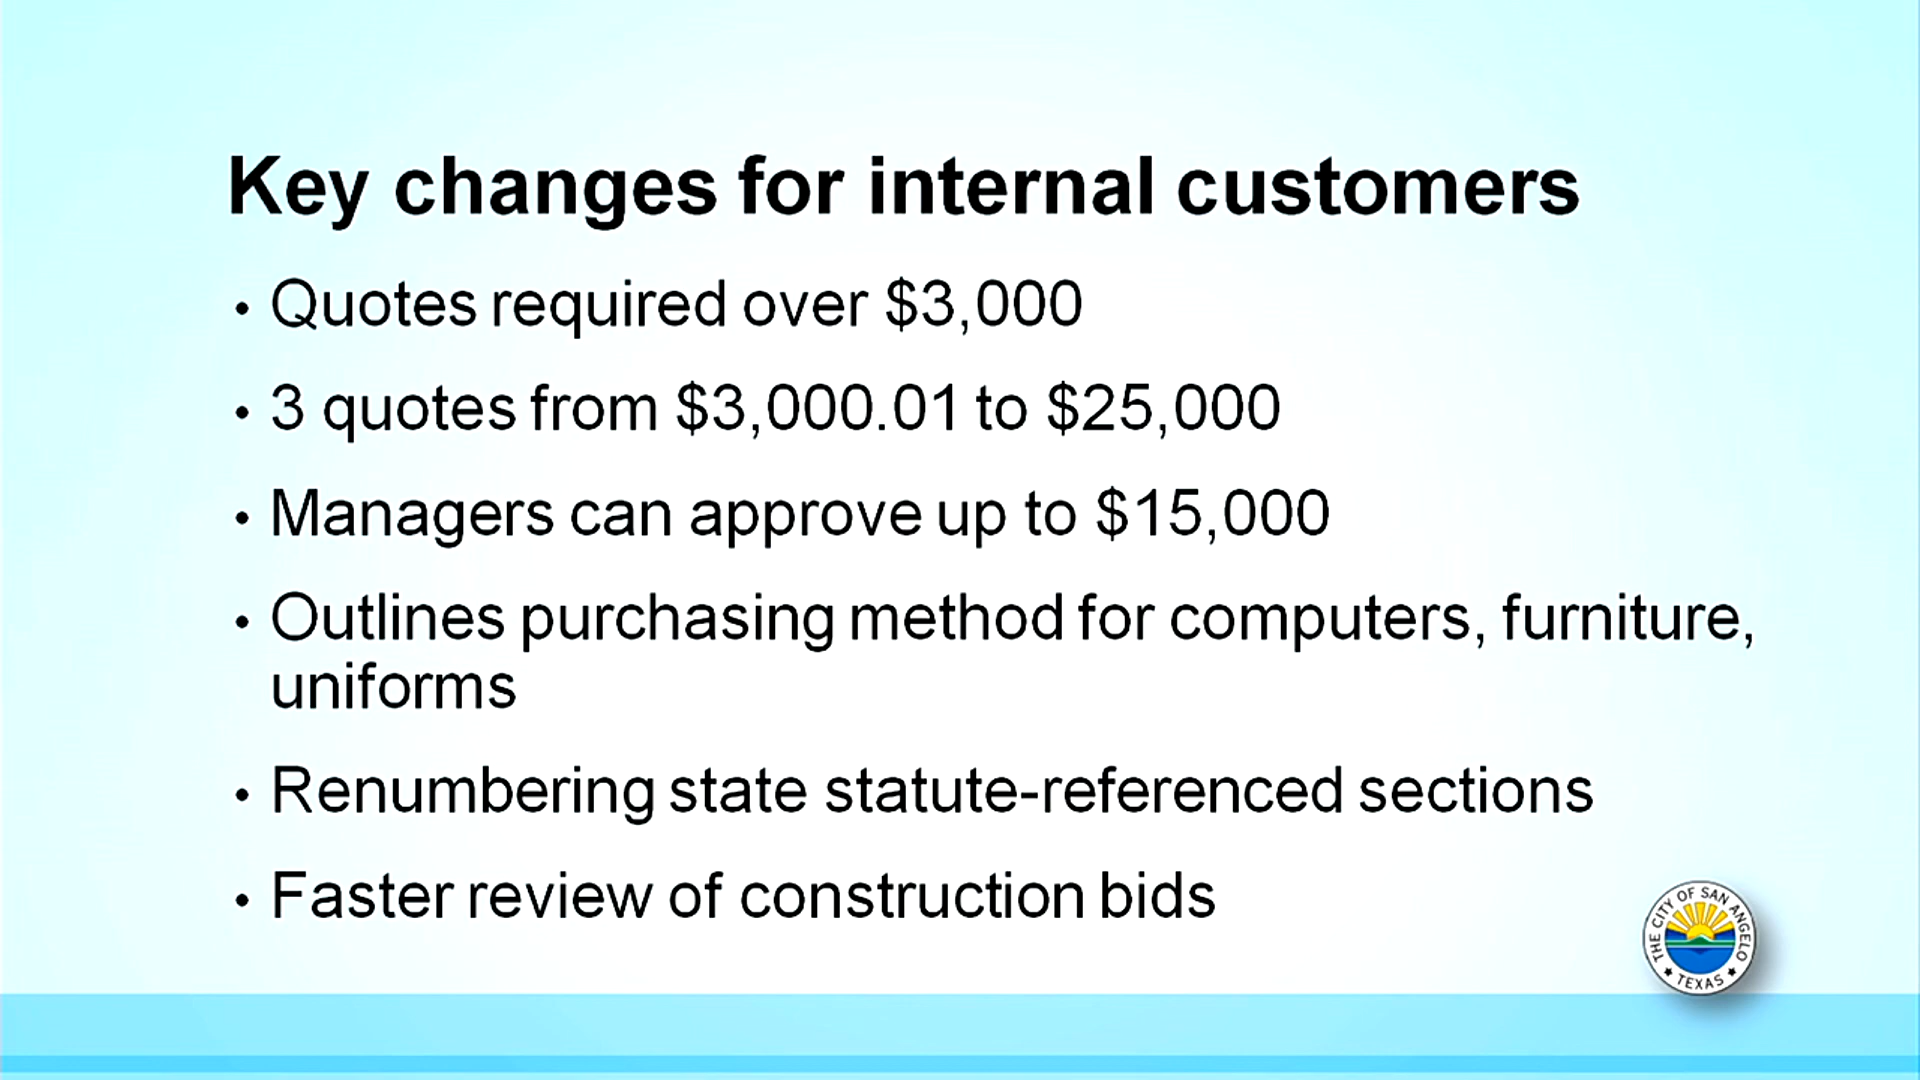 Key changes for internal customers
• Quotes required over $3,000
• 3 quotes from $3,000.01 to $25,000
• Managers can approve up to $15,000
• Outlines purchasing method for computers, furniture,
uniforms
• Renumbering state statute-referenced sections
• Faster review of construction bids
THE CITY OF SAN ANGELO
TEXAS